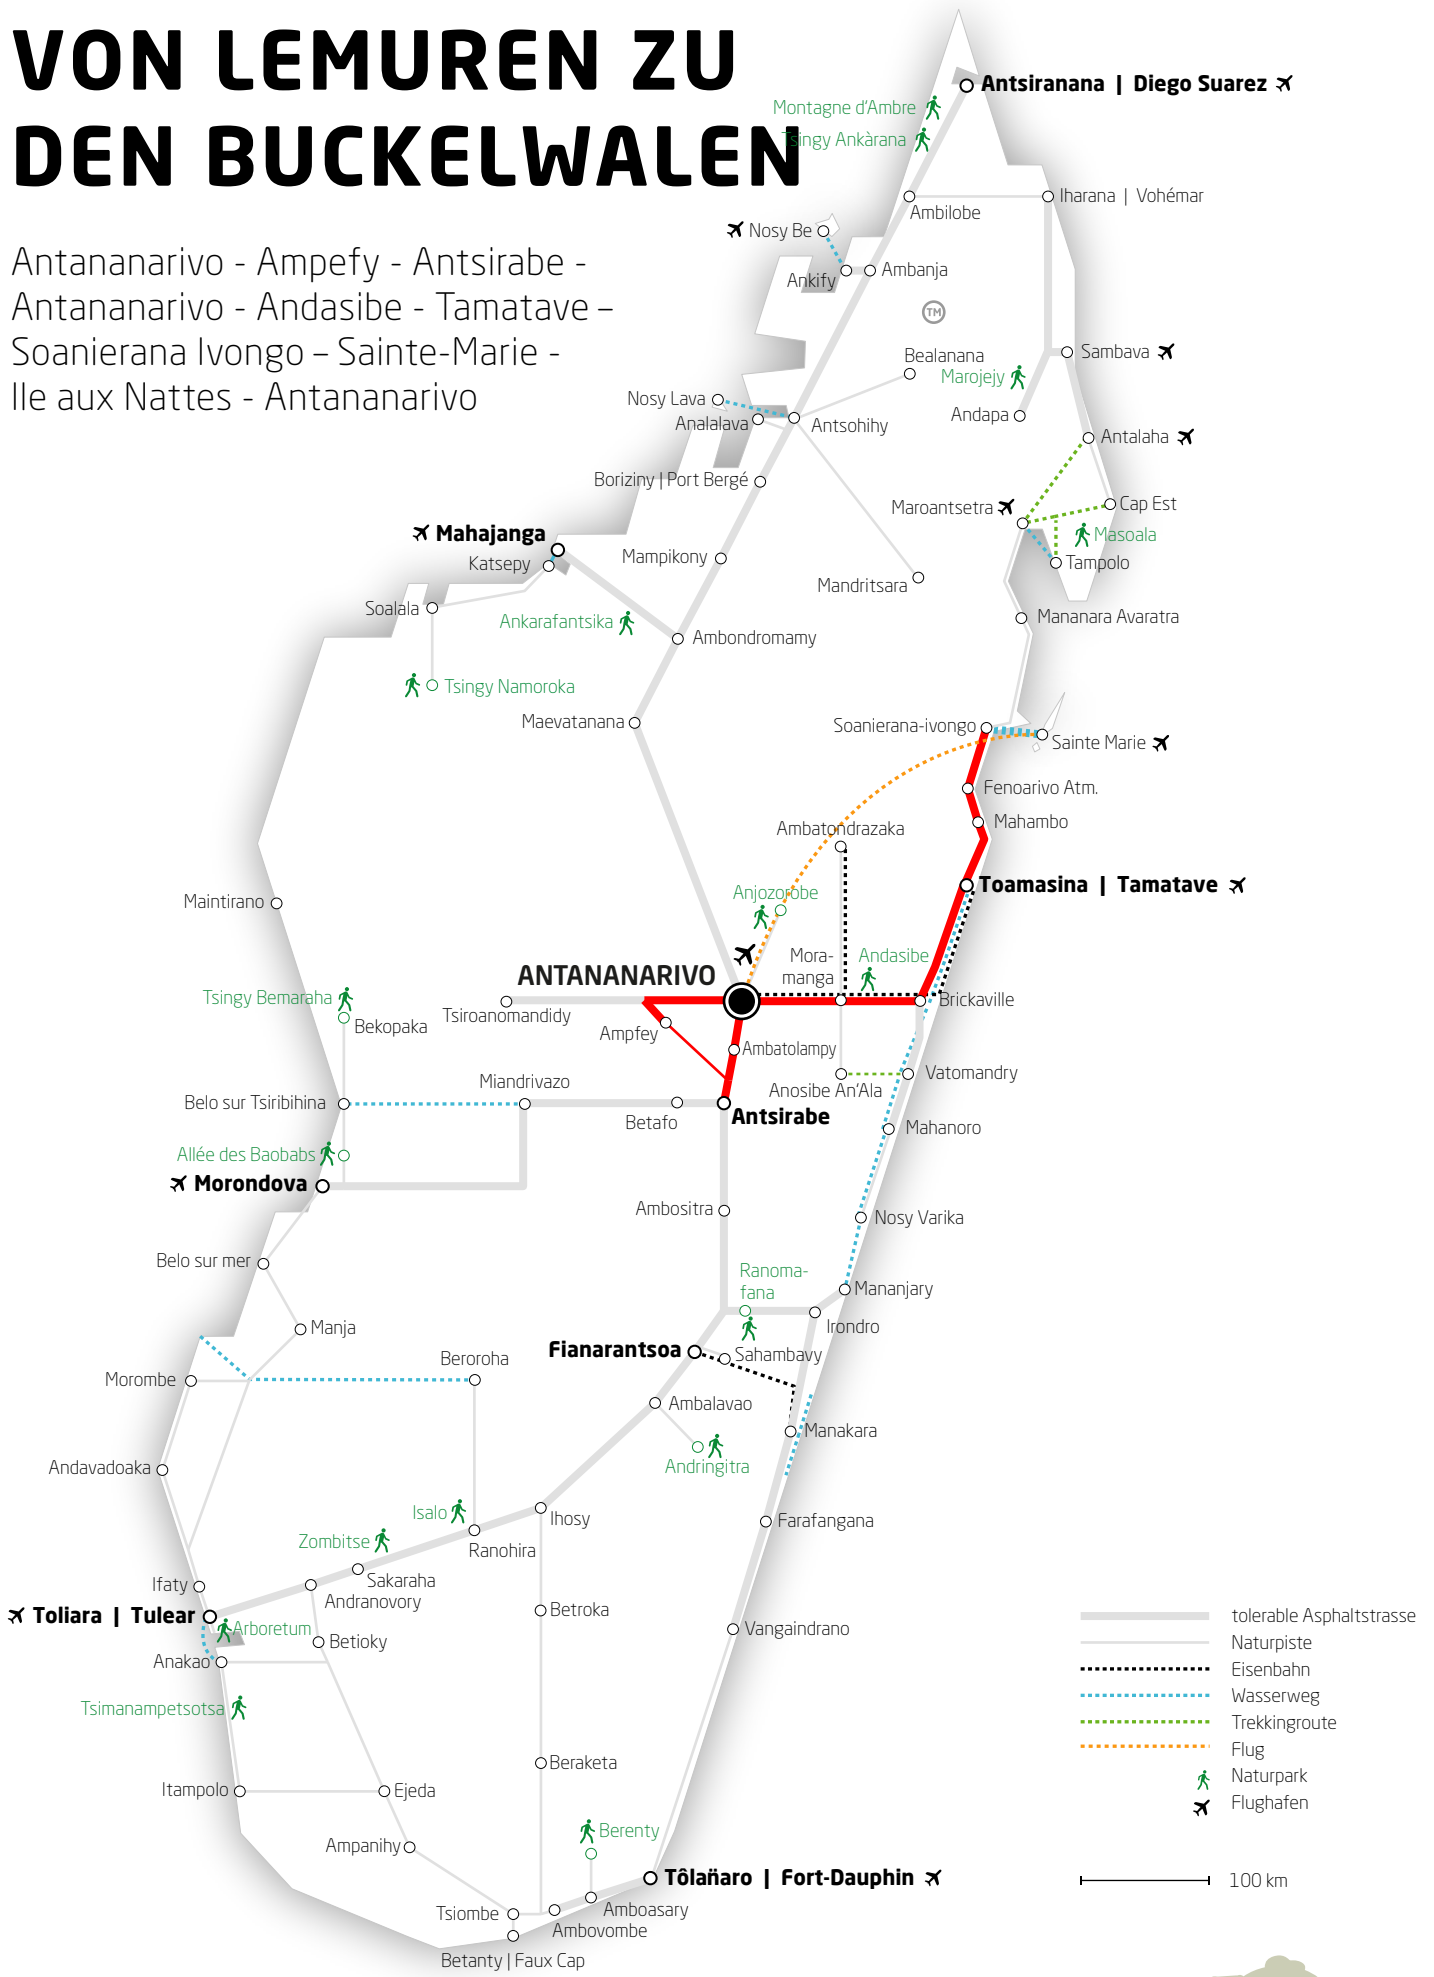 VON LEMUREN ZU
DEN BUCKELWALEN
Antananarivo - Ampefy - Antsirabe -
Antananarivo - Andasibe - Tamatave –
Soanierana Ivongo – Sainte-Marie -
Ile aux Nattes - Antananarivo
Antsiranana | Diego Suarez
Montagne d'Ambre
Tsingy Ankàrana
Ambilobe
Iharana | Vohémar
Nosy Be
Ankify
Ambanja
TM
Sambava
Bealanana
Marojejy
Andapa
Nosy Lava
Analalava
Antsohihy
Antalaha
Boriziny | Port Bergé
Maroantsetra
Cap Est
Masoala
Tampolo
Mahajanga
Katsepy
Mampikony
Mandritsara
Soalala
Ankarafantsika
Ambondromamy
Mananara Avaratra
Tsingy Namoroka
Maevatanana
Soanierana-ivongo
Sainte Marie
Fenoarivo Atm.
Mahambo
Ambatondrazaka
Toamasina | Tamatave
Anjozorobe
Maintirano
Mora-
manga
Andasibe
ANTANANARIVO
Tsingy Bemaraha
Bekopaka
Tsiroanomandidy
Brickaville
Ampfey
Ambatolampy
Vatomandry
Anosibe An'Ala
Miandrivazo
Belo sur Tsiribihina
Betafo
Antsirabe
Mahanoro
Allée des Baobabs
Morondova
Ambositra
Nosy Varika
Belo sur mer
Ranoma-
fana
Mananjary
Irondro
Manja
Fianarantsoa
Sahambavy
Beroroha
Morombe
Ambalavao
Manakara
Andringitra
Andavadoaka
Isalo
Ihosy
Farafangana
Zombitse
Ranohira
Sakaraha
Ifaty
Andranovory
Betroka
Toliara | Tulear
Arboretum
Betioky
Vangaindrano
Anakao
Tsimanampetsotsa
Beraketa
Itampolo
Ejeda
Ampanihy
Berenty
Tôlañaro | Fort-Dauphin
Amboasary
Tsiombe
Ambovombe
Betanty | Faux Cap
tolerable Asphaltstrasse
Naturpiste
Eisenbahn
Wasserweg
Trekkingroute
Flug
Naturpark
Flughafen
100 km